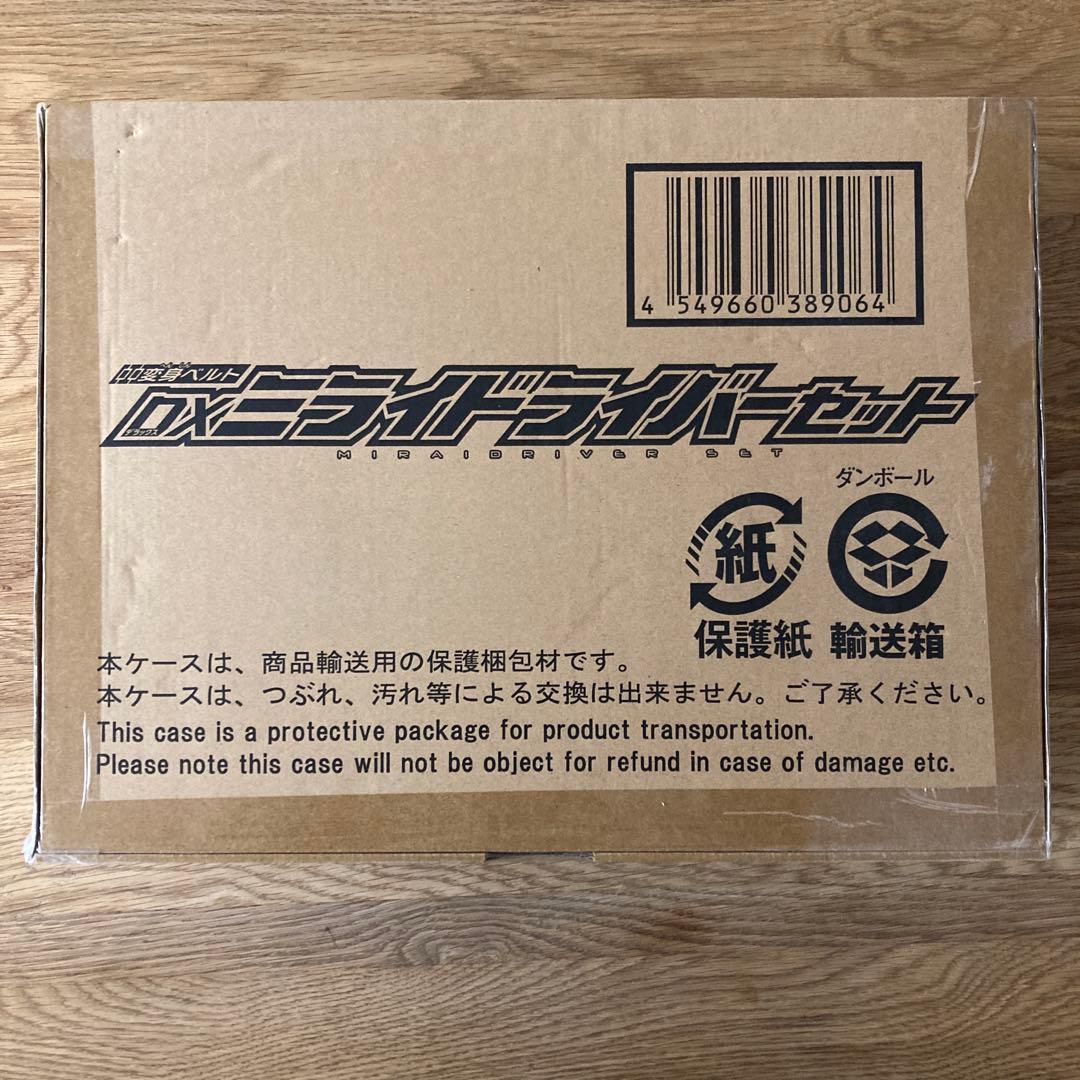 4 549660 389064
中変身ベルト
DXミライドライバーセット
デラックス
MIRAIDRIVER SET
ダンボール
紙
保護紙 輸送箱
本ケースは、商品輸送用の保護梱包材です。
本ケースは、つぶれ、汚れ等による交換は出来ません。ご了承ください。
This case is a protective package for product transportation.
Please note this case will not be object for refund in case of damage etc.